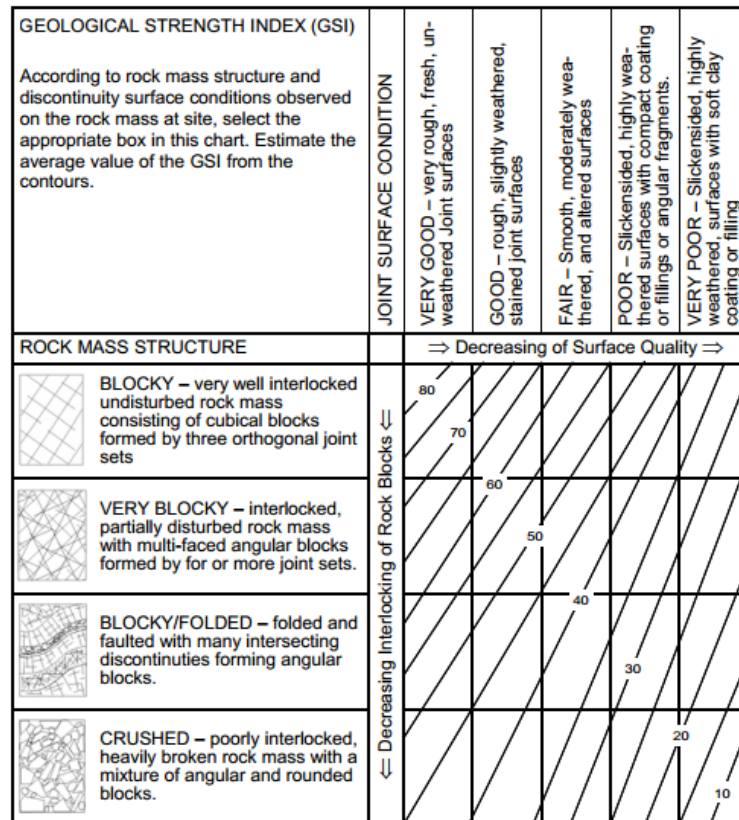 GEOLOGICAL STRENGTH INDEX (GSI)
According to rock mass structure and
discontinuity surface conditions observed
on the rock mass at site, select the
appropriate box in this chart. Estimate the
average value of the GSI from the
contours.
JOINT SURFACE CONDITION
VERY GOOD – very rough, fresh, un-
weathered Joint surfaces
GOOD – rough, slightly weathered,
stained joint surfaces
FAIR – Smooth, moderately wea-
thered, and altered surfaces
POOR – Slickensided, highly wea-
thered surfaces with compact coating
or fillings or angular fragments.
VERY POOR – Slickensided, highly
weathered, surfaces with soft clay
coating or filling
ROCK MASS STRUCTURE
⇒ Decreasing of Surface Quality ⇒
BLOCKY – very well interlocked
undisturbed rock mass
consisting of cubical blocks
formed by three orthogonal joint
sets
VERY BLOCKY - interlocked,
partially disturbed rock mass
with multi-faced angular blocks
formed by for or more joint sets.
BLOCKY/FOLDED – folded and
faulted with many intersecting
discontinuties forming angular
blocks.
CRUSHED – poorly interlocked,
heavily broken rock mass with a
mixture of angular and rounded
blocks.
⇐ Decreasing Interlocking of Rock Blocks ⇐
80
70
60
50
40
30
20
10